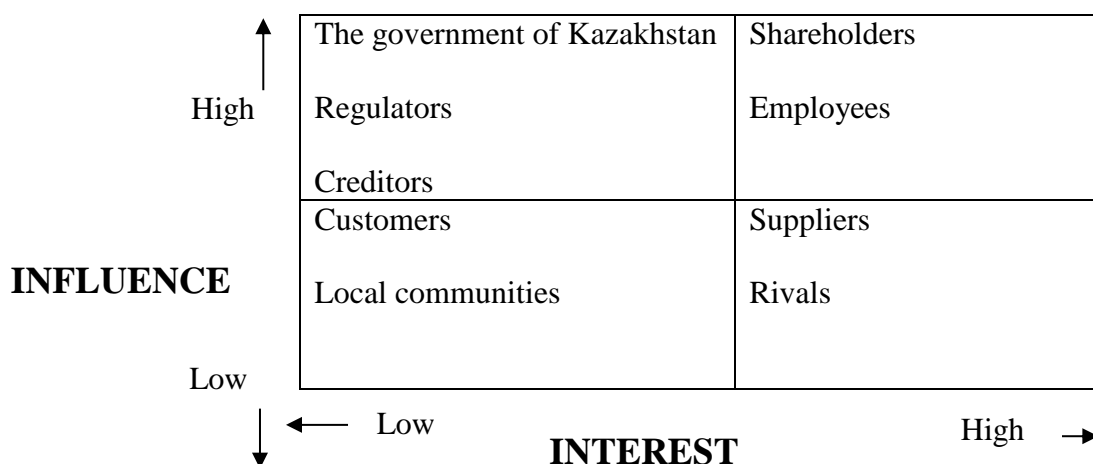 The government of Kazakhstan
Regulators
Creditors
Shareholders
Employees
High
Customers
Local communities
Suppliers
Rivals
INFLUENCE
Low
Low
INTEREST
High